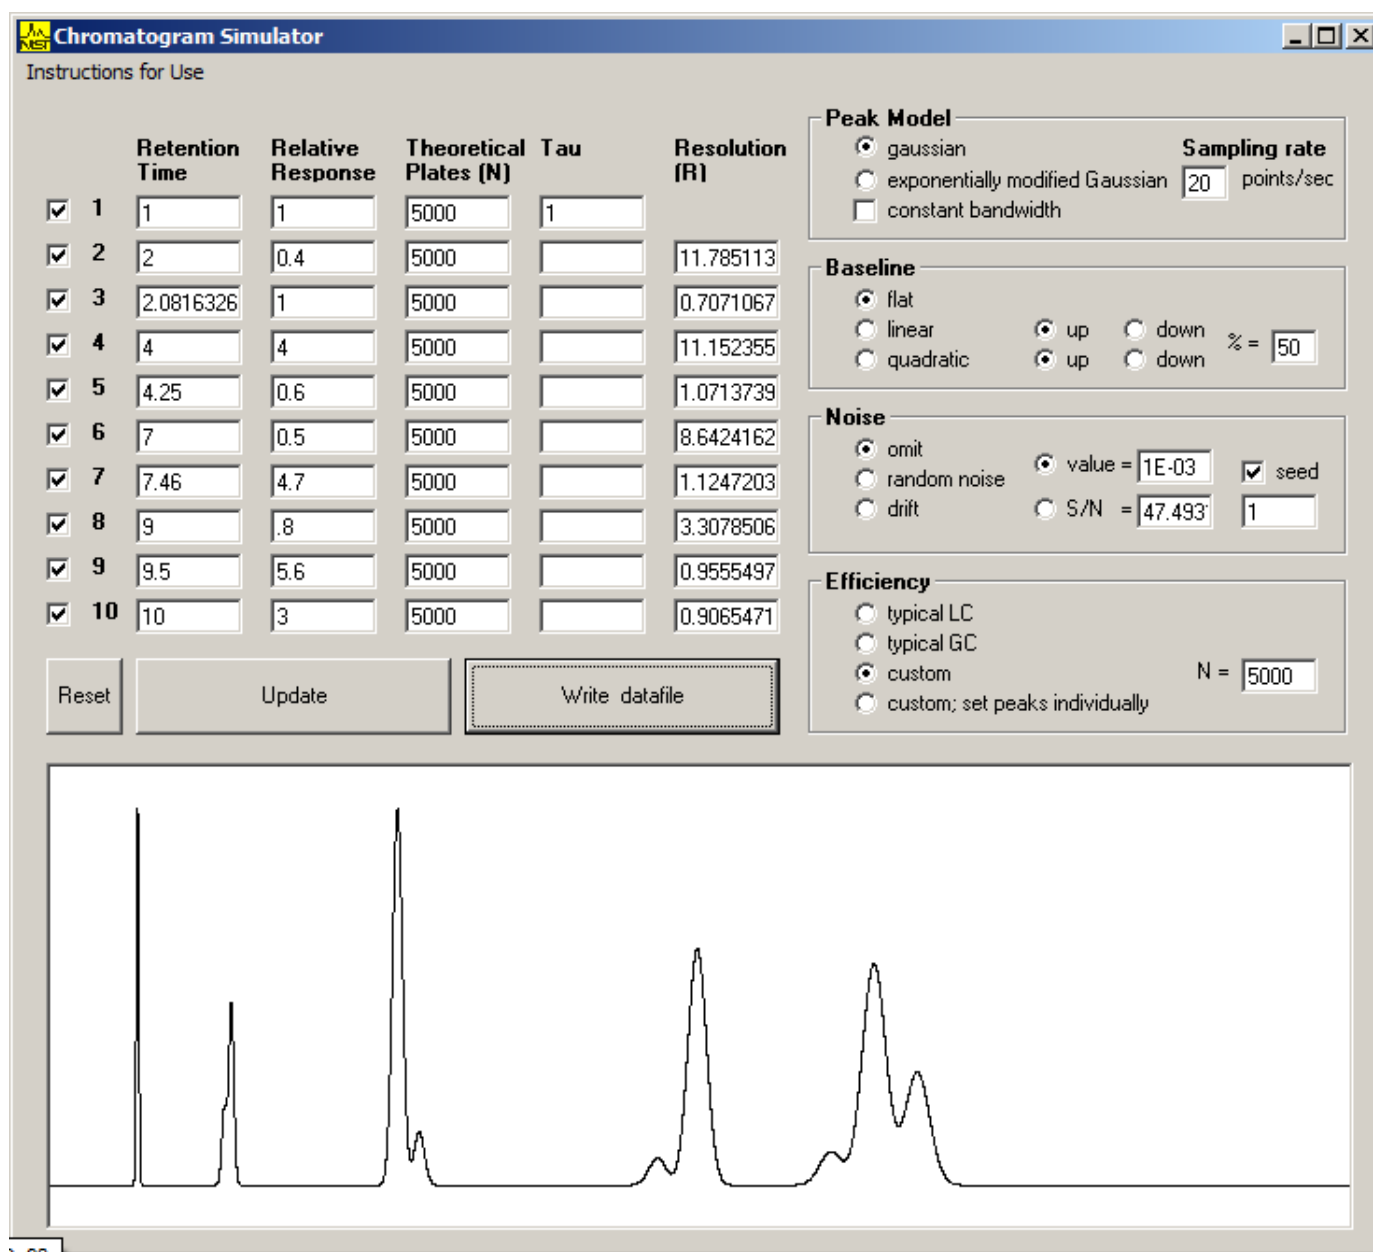 Chromatogram Simulator
Instructions for Use
Retention Time Relative Response Theoretical Plates (N) Tau Resolution (R)
1 1 1 5000 1
2 2 0.4 5000 11.785113
3 2.0816326 1 5000 0.7071067
4 4 4 5000 11.152355
5 4.25 0.6 5000 1.0713739
6 7 0.5 5000 8.6424162
7 7.46 4.7 5000 1.1247203
8 9 .8 5000 3.3078506
9 9.5 5.6 5000 0.9555497
10 10 3 5000 0.9065471
Reset Update Write datafile
Peak Model
gaussian Sampling rate
exponentially modified Gaussian 20 points/sec
constant bandwidth
Baseline
flat
linear up down
quadratic up down % = 50
Noise
omit
random noise value = 1E-03 seed
drift S/N = 47.493 1
Efficiency
typical LC
typical GC
custom N = 5000
custom; set peaks individually